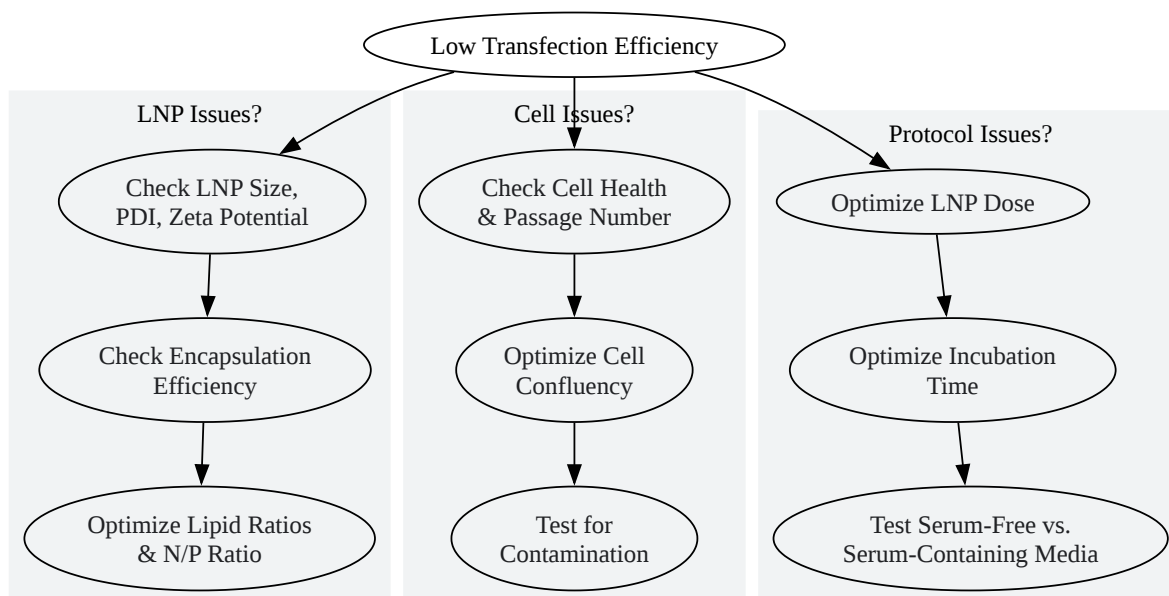 Low Transfection Efficiency
LNP Issues?
Cell Issues?
Protocol Issues?
Check LNP Size,
PDI, Zeta Potential
Check Cell Health
& Passage Number
Optimize LNP Dose
Check Encapsulation
Efficiency
Optimize Cell
Confluency
Optimize Incubation
Time
Optimize Lipid Ratios
& N/P Ratio
Test for
Contamination
Test Serum-Free vs.
Serum-Containing Media